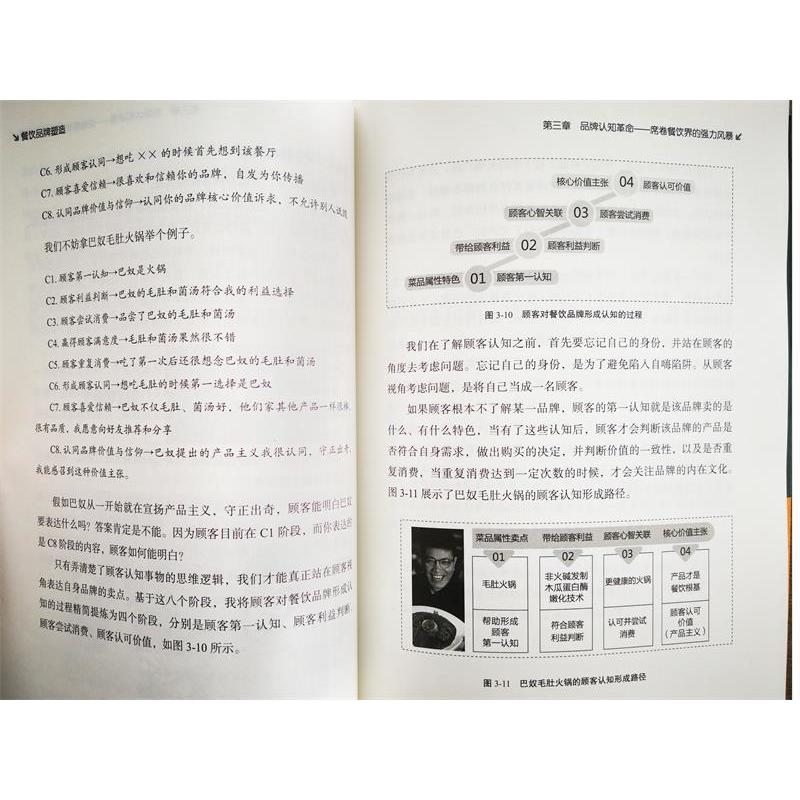 餐饮品牌塑造
C6. 形成顾客认同→想吃××的时候首先想到该餐厅
C7. 顾客喜爱信赖→很喜欢和信赖你的品牌，自发为你传播
C8. 认同品牌价值与信仰→认同你的品牌核心价值诉求，不允许别人诋毁
我们不妨拿巴奴毛肚火锅举个例子。
C1. 顾客第一认知→巴奴是火锅
C2. 顾客利益判断→巴奴的毛肚和菌汤符合我的利益选择
C3. 顾客尝试消费→品尝了巴奴的毛肚和菌汤
C4. 赢得顾客满意度→毛肚和菌汤果然很不错
C5. 顾客重复消费→吃了第一次后还很想念巴奴的毛肚和菌汤
C6. 形成顾客认同→想吃毛肚的时候第一选择是巴奴
C7. 顾客喜爱信赖→巴奴不仅毛肚、菌汤好，他们家其他产品一样很棒，
很有品质，我愿意向好友推荐和分享
C8. 认同品牌价值与信仰→巴奴提出的产品主义我很认同，守正出奇，
我能感召到这种价值主张。
假如巴奴从一开始就在宣扬产品主义，守正出奇，顾客能明白巴奴
要表达什么吗？答案肯定是不能。因为顾客目前在 C1 阶段，而你表达的
是 C8 阶段的内容，顾客如何能明白？
只有弄清楚了顾客认知事物的思维逻辑，我们才能真正站在顾客视
角表达自身品牌的卖点。基于这八个阶段，我将顾客对餐饮品牌形成认
知的过程精简提炼为四个阶段，分别是顾客第一认知、顾客利益判断、
顾客尝试消费、顾客认可价值，如图 3-10 所示。
第三章 品牌认知革命——席卷餐饮界的强力风暴
核心价值主张 04 顾客认可价值
顾客心智关联 03 顾客尝试消费
带给顾客利益 02 顾客利益判断
菜品属性特色 01 顾客第一认知
图 3-10 顾客对餐饮品牌形成认知的过程
我们在了解顾客认知之前，首先要忘记自己的身份，并站在顾客的
角度去考虑问题。忘记自己的身份，是为了避免陷入自嗨陷阱。从顾客
视角考虑问题，是将自己当成一名顾客。
如果顾客根本不了解某一品牌，顾客的第一认知就是该品牌卖的是
什么、有什么特色，当有了这些认知后，顾客才会判断该品牌的产品是
否符合自身需求，做出购买的决定，并判断价值的一致性，以及是否重
复消费，当重复消费达到一定次数的时候，才会关注品牌的内在文化。
图 3-11 展示了巴奴毛肚火锅的顾客认知形成路径。
菜品属性卖点 带给顾客利益 顾客心智关联 核心价值主张
01 02 03 04
毛肚火锅 非火碱发制 木瓜蛋白酶 嫩化技术 更健康的火锅 产品才是 餐饮根基
帮助形成 顾客 第一认知 符合顾客 利益判断 认可并尝试 消费 顾客认可 价值 （产品主义）
图 3-11 巴奴毛肚火锅的顾客认知形成路径